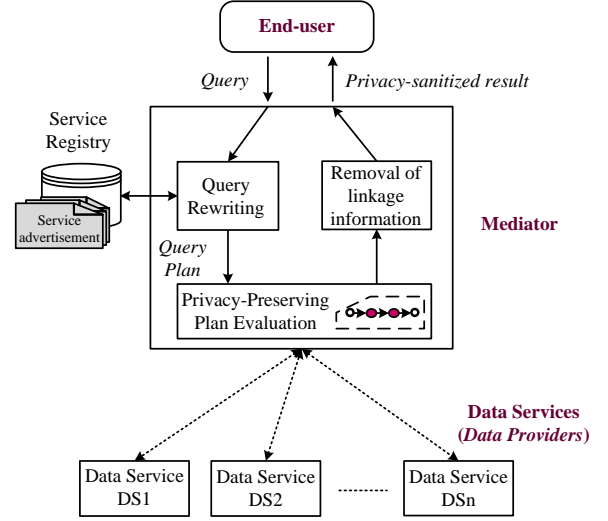 End-user
Query
Privacy-sanitized result
Service
Registry
Service
advertisement
Query
Rewriting
Removal of
linkage
information
Mediator
Query
Plan
Privacy-Preserving
Plan Evaluation
Data Services
(Data Providers)
Data Service
DS1
Data Service
DS2
Data Service
DSn